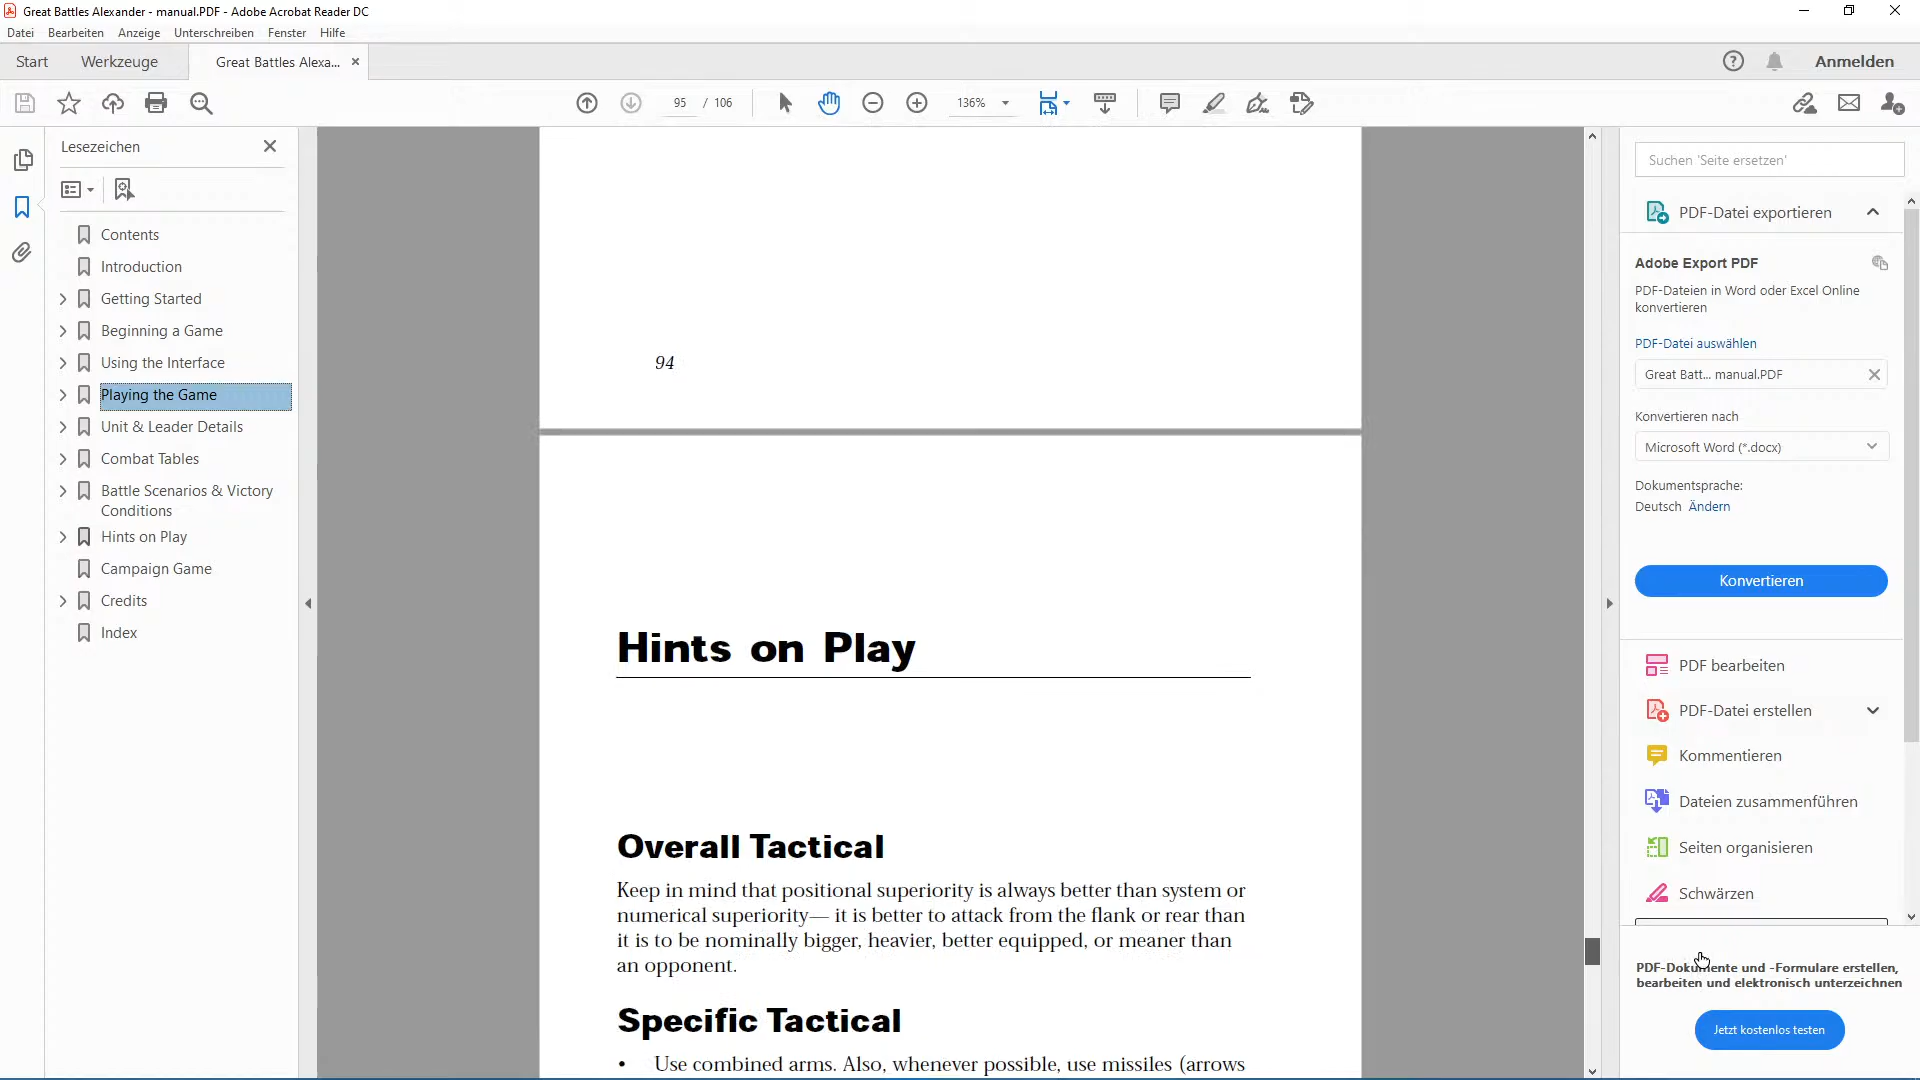 Great Battles Alexander - manual.PDF - Adobe Acrobat Reader DC
Datei Bearbeiten Anzeige Unterschreiben Fenster Hilfe
Start Werkzeuge Great Battles Alexa... Anmelden
95 / 106 136%
Lesezeichen
Contents
Introduction
Getting Started
Beginning a Game
Using the Interface
Playing the Game
Unit & Leader Details
Combat Tables
Battle Scenarios & Victory
Conditions
Hints on Play
Campaign Game
Credits
Index
94
Hints on Play
Overall Tactical
Keep in mind that positional superiority is always better than system or
numerical superiority— it is better to attack from the flank or rear than
it is to be nominally bigger, heavier, better equipped, or meaner than
an opponent.
Specific Tactical
• Use combined arms. Also, whenever possible, use missiles (arrows
Suchen 'Seite ersetzen'
PDF-Datei exportieren
Adobe Export PDF
PDF-Dateien in Word oder Excel Online
konvertieren
PDF-Datei auswählen
Great Batt... manual.PDF
Konvertieren nach
Microsoft Word (*.docx)
Dokumentsprache:
Deutsch Ändern
Konvertieren
PDF bearbeiten
PDF-Datei erstellen
Kommentieren
Dateien zusammenführen
Seiten organisieren
Schwärzen
PDF-Dokumente und -Formulare erstellen,
bearbeiten und elektronisch unterzeichnen
Jetzt kostenlos testen